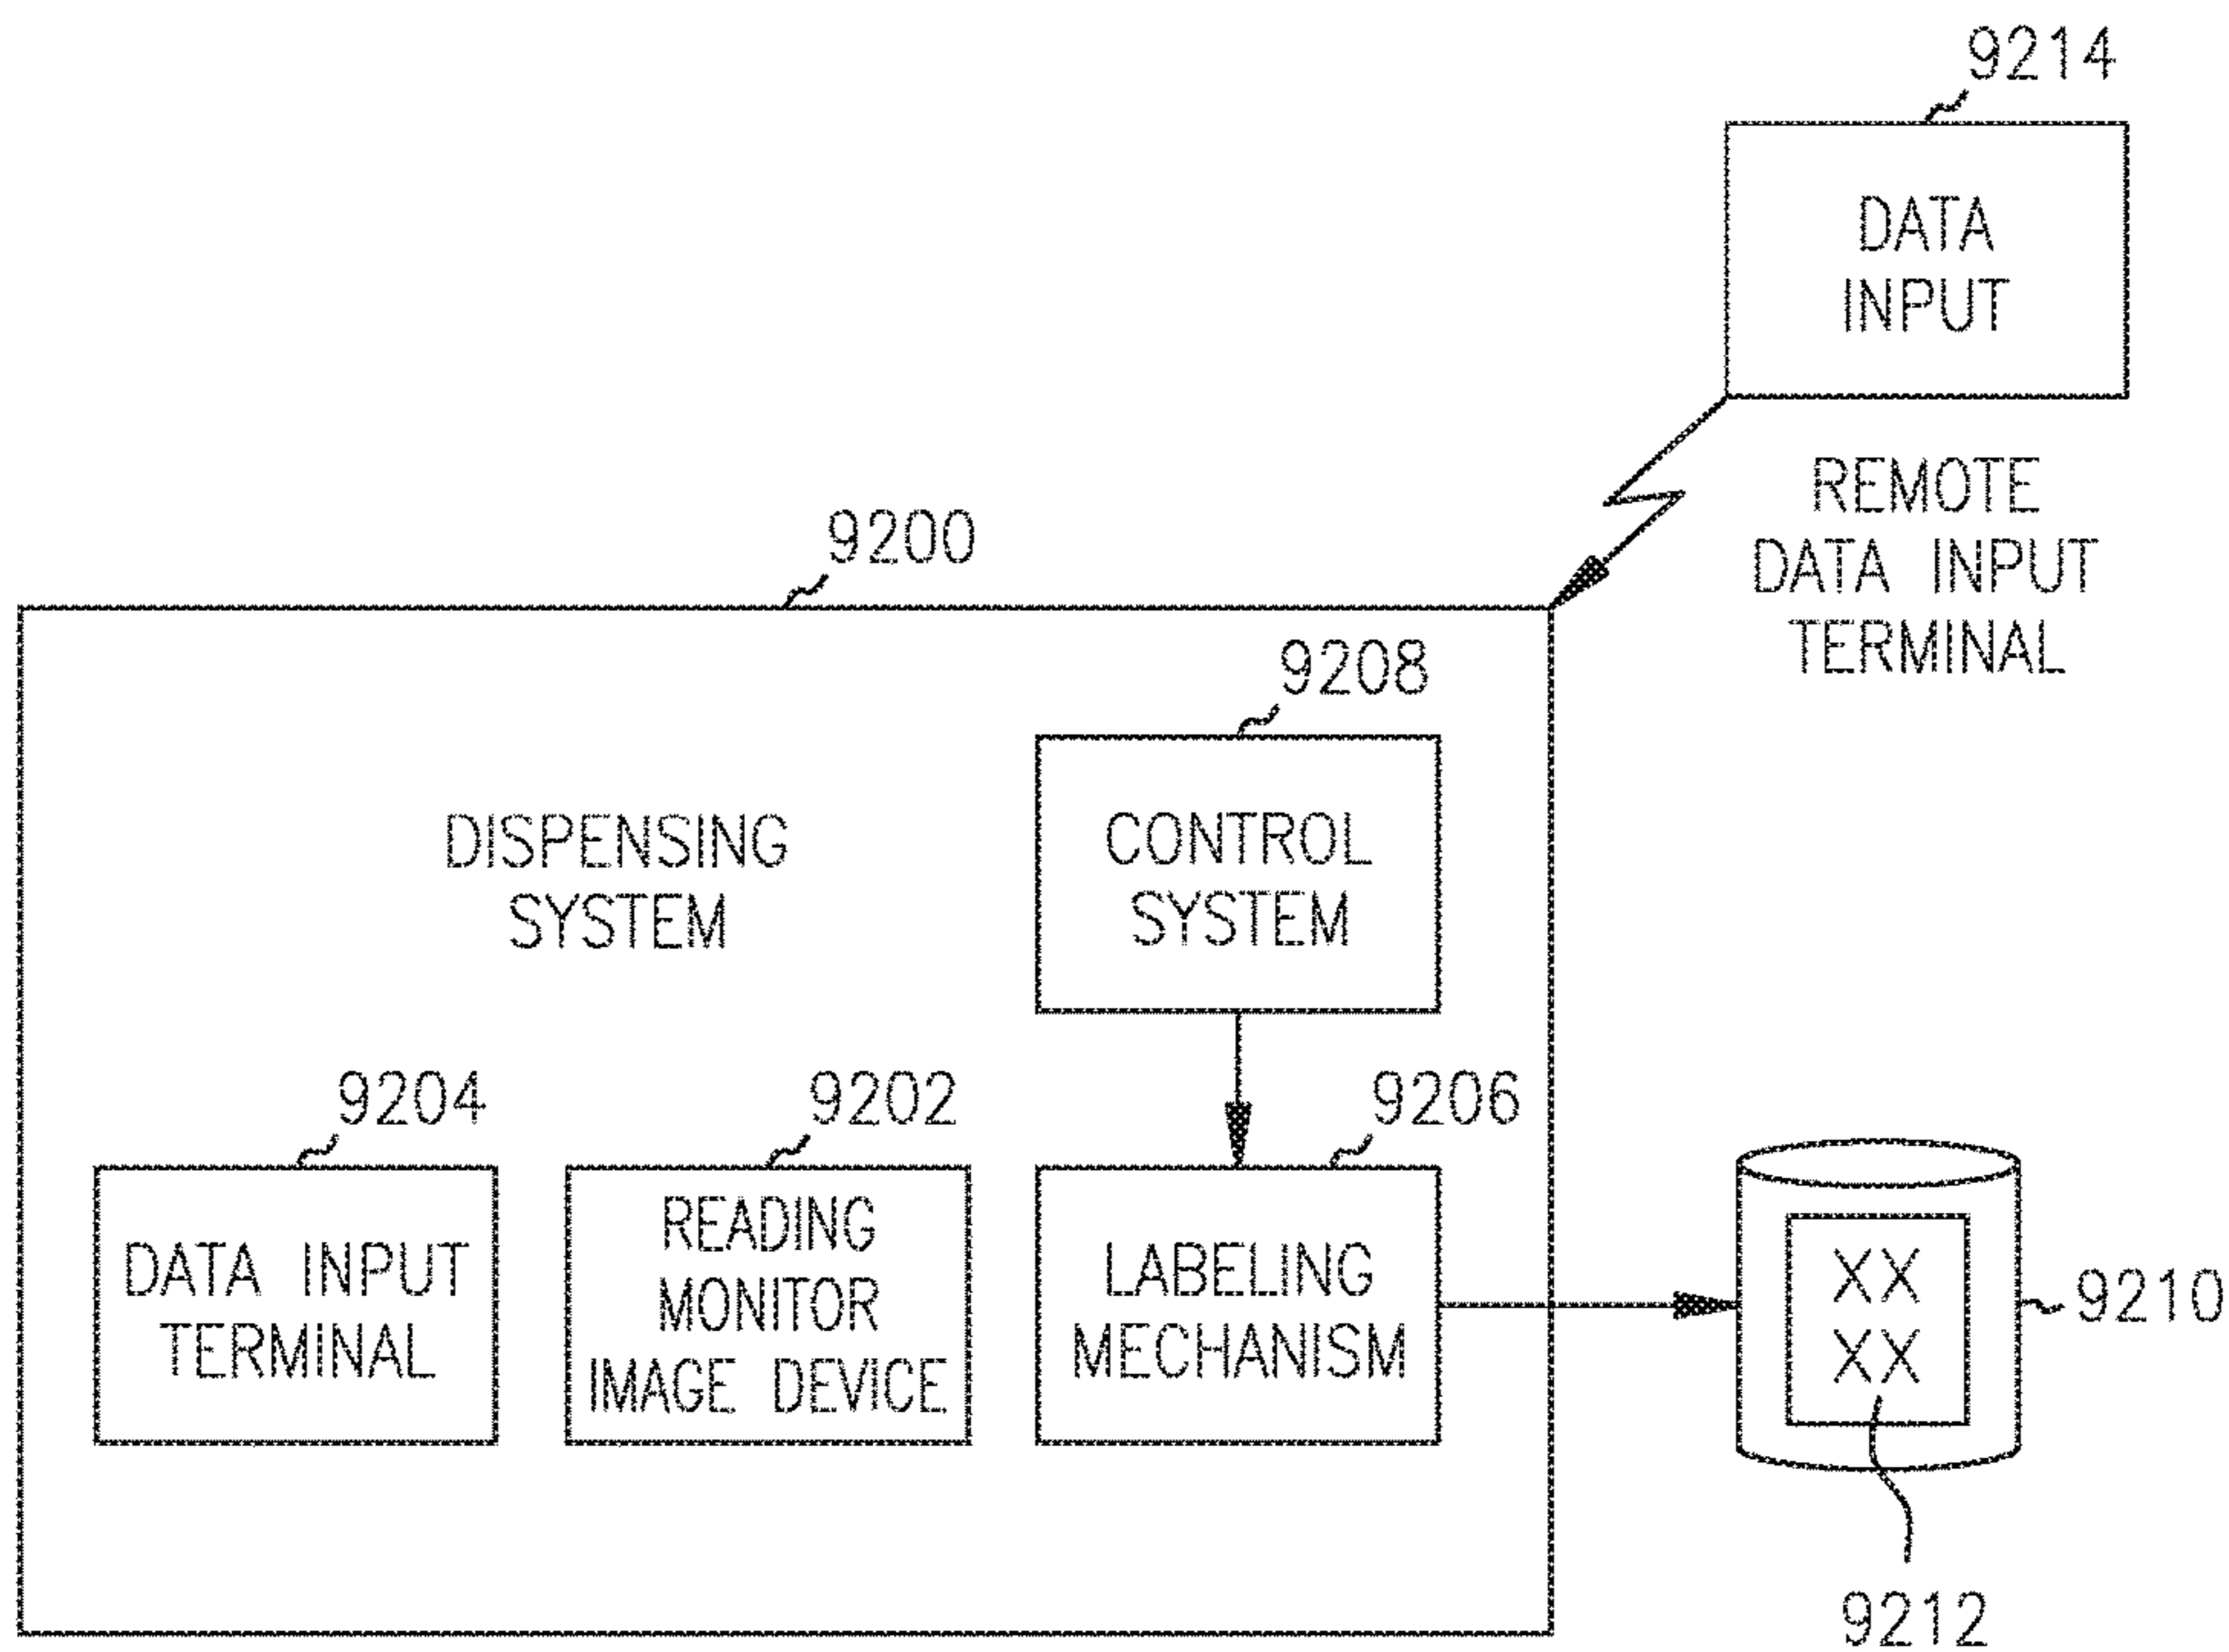 9214
DATA
INPUT
REMOTE
DATA INPUT
TERMINAL
9200
9208
DISPENSING
SYSTEM
CONTROL
SYSTEM
9204
9202
9206
DATA INPUT
TERMINAL
READING
MONITOR
IMAGE DEVICE
LABELING
MECHANISM
XX
XX
9210
9212